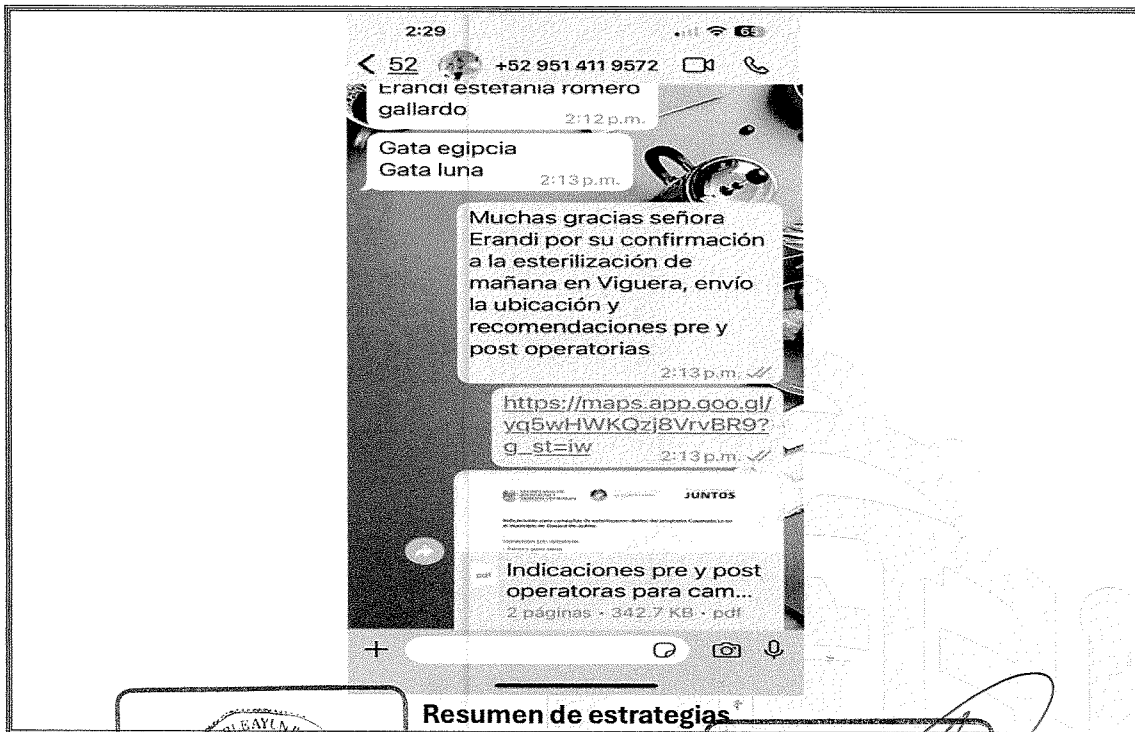 2:29
65
52
+52 951 411 9572
Erandi estefania romero
gallardo
2:12 p.m.
Gata egipcia
Gata luna
2:13 p.m.
Muchas gracias señora
Erandi por su confirmación
a la esterilización de
mañana en Viguera, envío
la ubicación y
recomendaciones pre y
post operatorias
2:13 p.m.
https://maps.app.goo.gl/
yq5wHWKQzj8VrvBR9?
g_st=iw
2:13 p.m.
JUNTOS
pdf
Indicaciones pre y post
operatoras para cam...
2 páginas · 342.7 KB · pdf
Resumen de estrategias